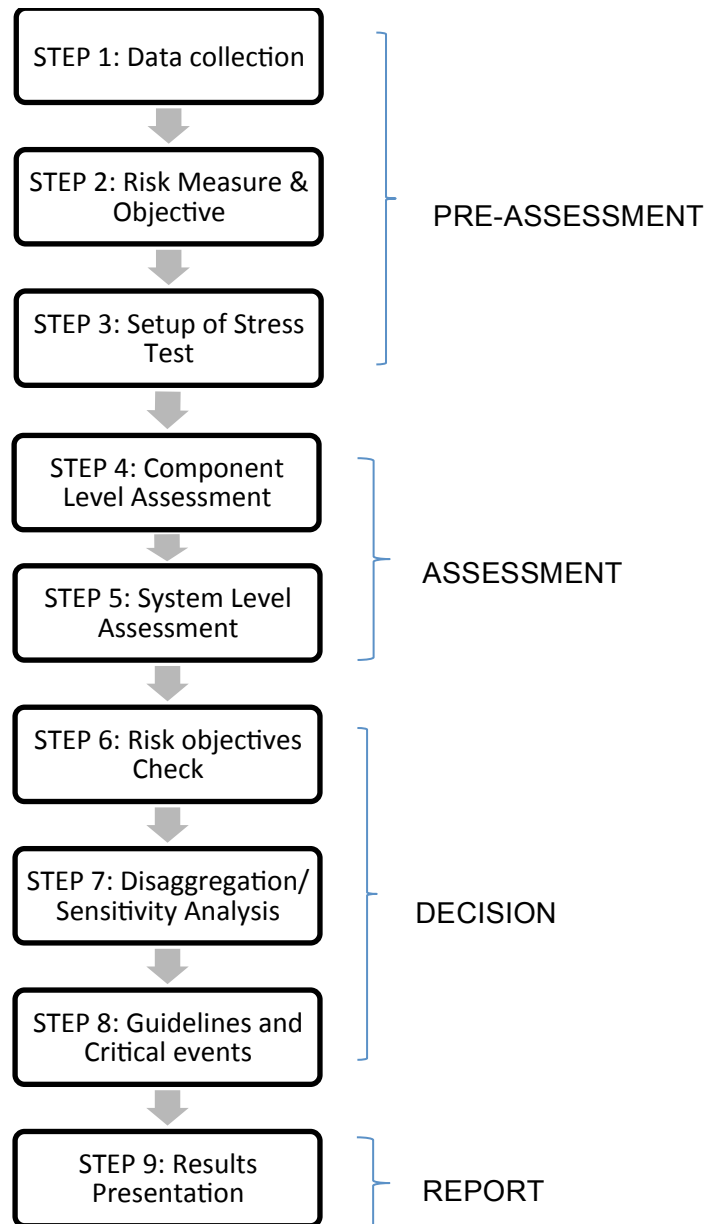 STEP 1: Data collection
STEP 2: Risk Measure &
Objective
STEP 3: Setup of Stress
Test
PRE-ASSESSMENT
STEP 4: Component
Level Assessment
STEP 5: System Level
Assessment
ASSESSMENT
STEP 6: Risk objectives
Check
STEP 7: Disaggregation/
Sensitivity Analysis
STEP 8: Guidelines and
Critical events
DECISION
STEP 9: Results
Presentation
REPORT